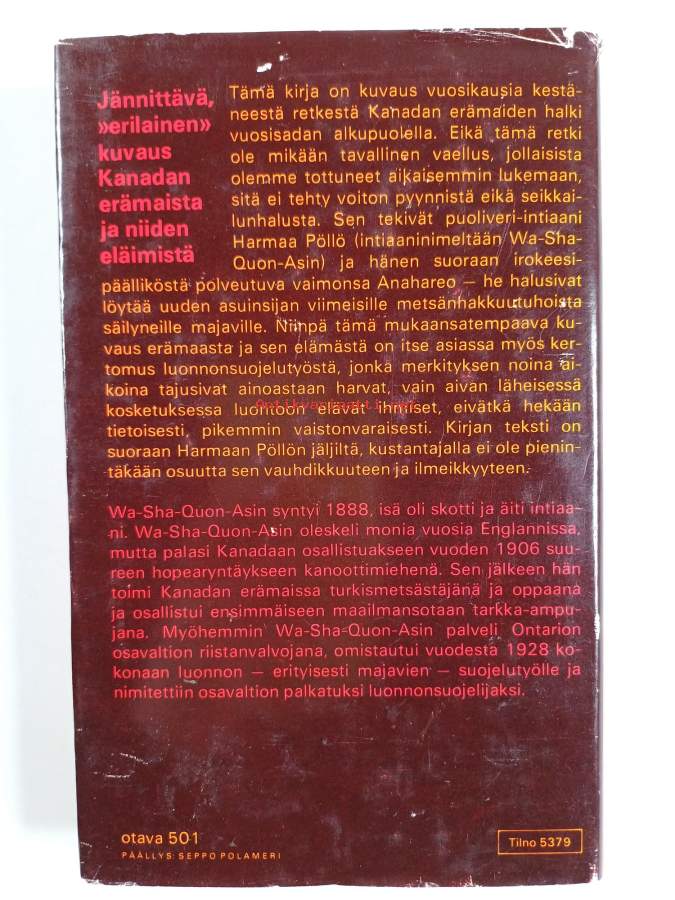 Jännittävä,
»erilainen»
kuvaus
Kanadan
erämaista
ja niiden
eläimistä
Tämä kirja on kuvaus vuosikausia kestä-
neestä retkestä Kanadan erämaiden halki
vuosisadan alkupuolella. Eikä tämä retki
ole mikään tavallinen vaellus, jollaisista
olemme tottuneet aikaisemmin lukemaan,
sitä ei tehty voiton pyynnistä eikä seikkai-
lunhalusta. Sen tekivät puoliveri-intiaani
Harmaa Pöllö (intiaaninimeltään Wa-Sha-
Quon-Asin) ja hänen suoraan irokeesi-
päälliköstä polveutuva vaimonsa Anahareo — he halusivat
löytää uuden asuinsijan viimeisille metsänhakkuutuhoista
säilyneille majaville. Niinpä tämä mukaansatempaava ku-
vaus erämaasta ja sen elämästä on itse asiassa myös ker-
tomus luonnonsuojelutyöstä, jonka merkityksen noina ai-
koina tajusivat ainoastaan harvat, vain aivan läheisessä
kosketuksessa luontoon elävät ihmiset, eivätkä hekään
tietoisesti, pikemmin vaistonvaraisesti. Kirjan teksti on
suoraan Harmaan Pöllön jäljiltä, kustantajalla ei ole pienin-
täkään osuutta sen vauhdikkuuteen ja ilmeikkyyteen.
Wa-Sha-Quon-Asin syntyi 1888, isä oli skotti ja äiti intiaa-
ni. Wa-Sha-Quon-Asin oleskeli monia vuosia Englannissa,
mutta palasi Kanadaan osallistuakseen vuoden 1906 suu-
reen hopearyntäykseen kanoottimiehenä. Sen jälkeen hän
toimi Kanadan erämaissa turkismetsästäjänä ja oppaana
ja osallistui ensimmäiseen maailmansotaan tarkka-ampu-
jana. Myöhemmin Wa-Sha-Quon-Asin palveli Ontarion
osavaltion riistanvalvojana, omistautui vuodesta 1928 ko-
konaan luonnon — erityisesti majavien — suojelutyölle ja
nimitettiin osavaltion palkatuksi luonnonsuojelijaksi.
otava 501
PÄÄLLYS: SEPPO POLAMERI
Tilno 5379